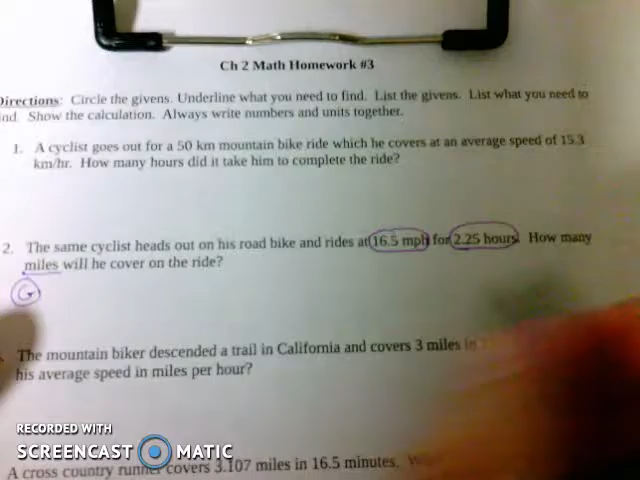 Ch 2 Math Homework #3
Directions: Circle the givens. Underline what you need to find. List the givens. List what you need to
ind. Show the calculation. Always write numbers and units together.
1. A cyclist goes out for a 50 km mountain bike ride which he covers at an average speed of 15.3
km/hr. How many hours did it take him to complete the ride?
2. The same cyclist heads out on his road bike and rides at 16.5 mph for 2.25 hours. How many
miles will he cover on the ride?
G
The mountain biker descended a trail in California and covers 3 miles in
his average speed in miles per hour?
RECORDED WITH
SCREENCAST MATIC
A cross country runner covers 3.107 miles in 16.5 minutes.